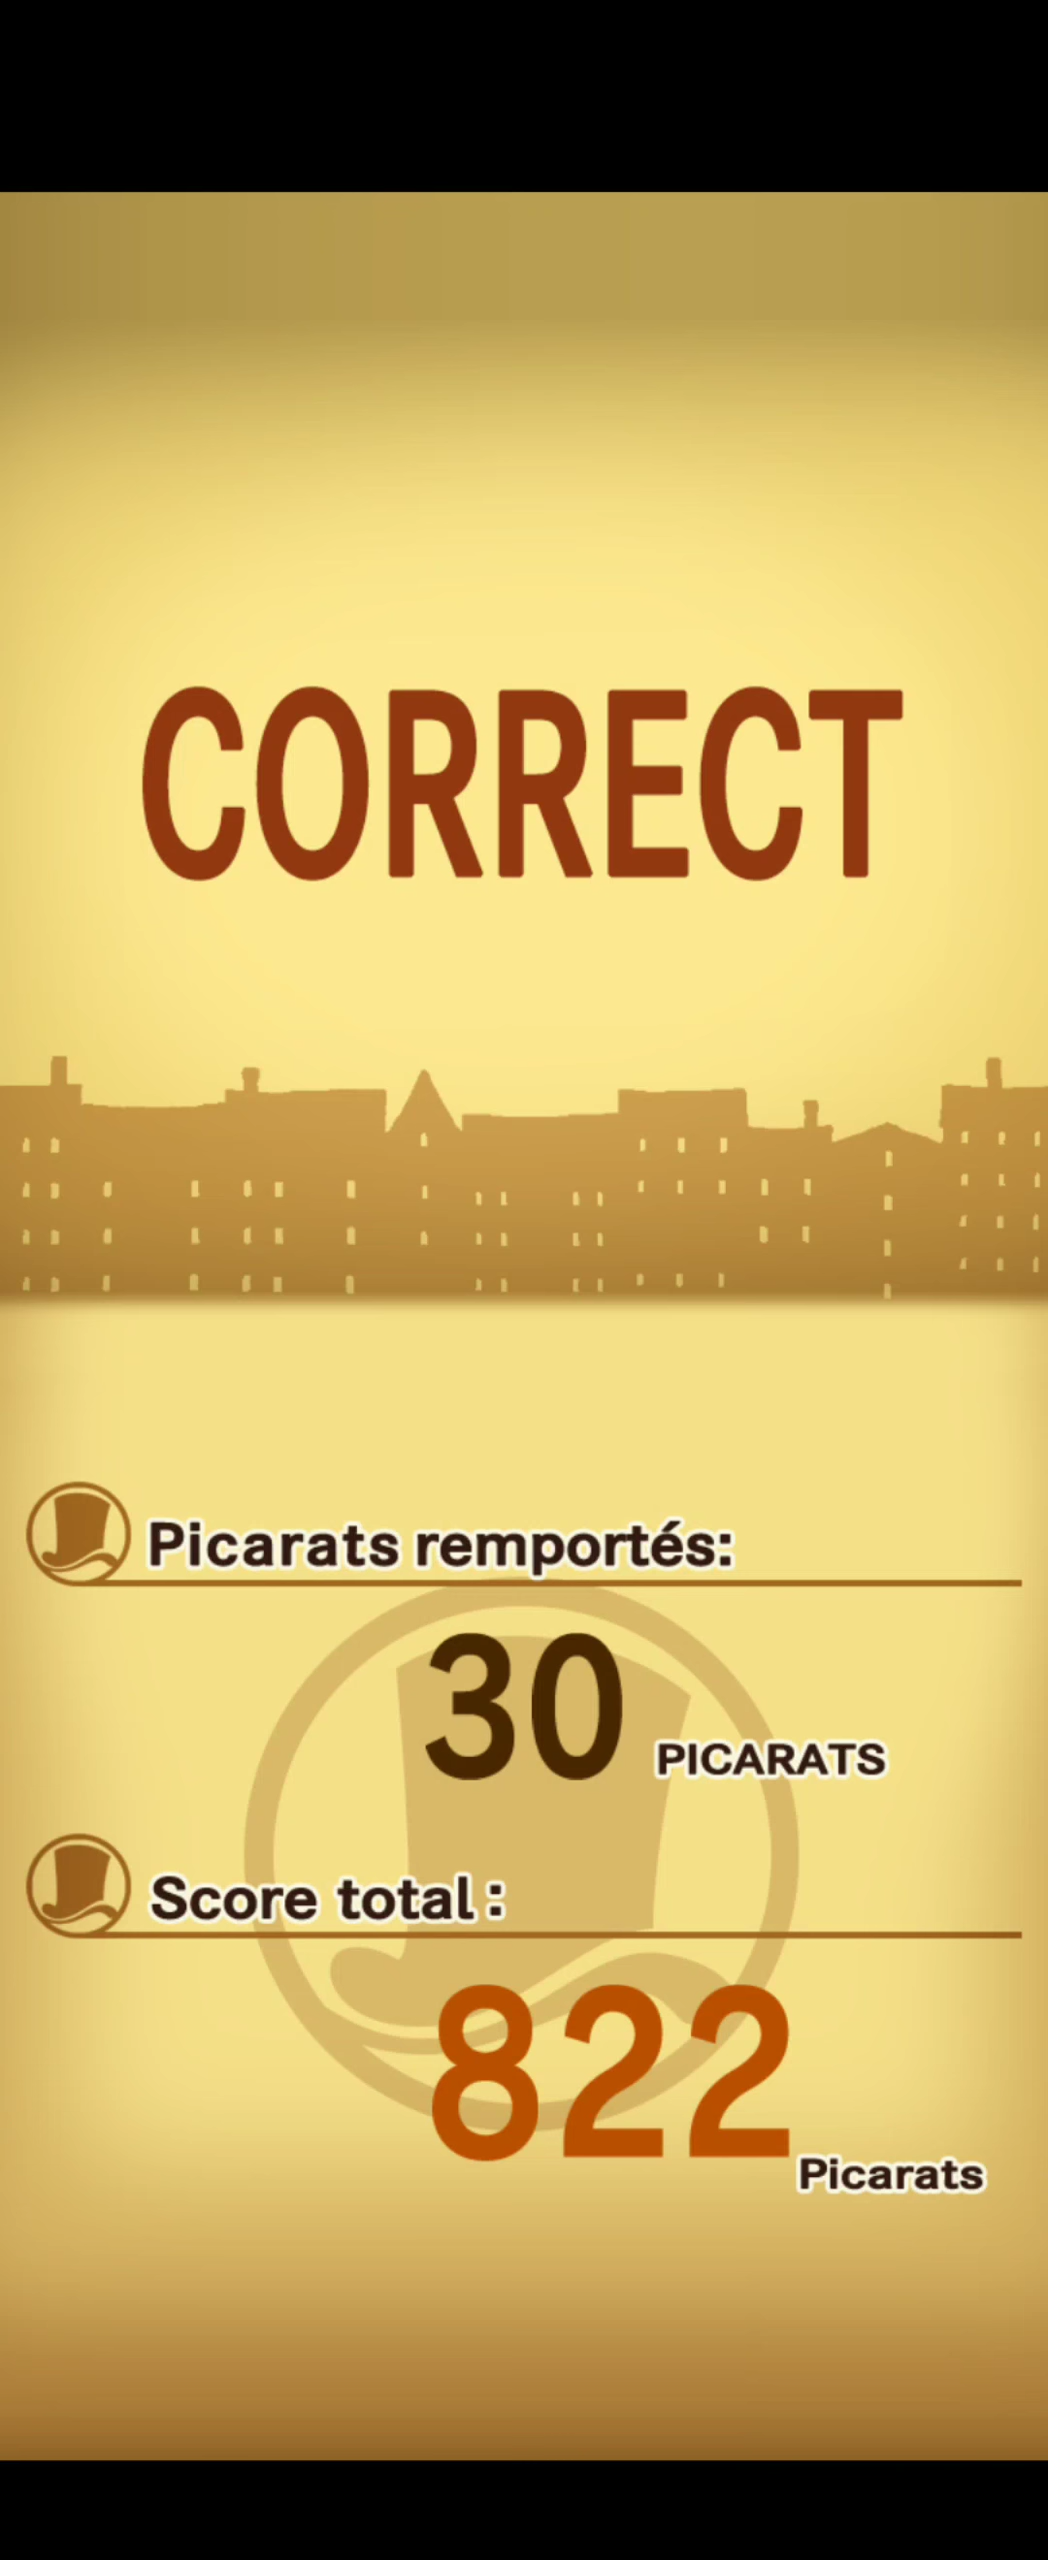 CORRECT
Picarats remportés:
30 PICARATS
Score total :
822 Picarats